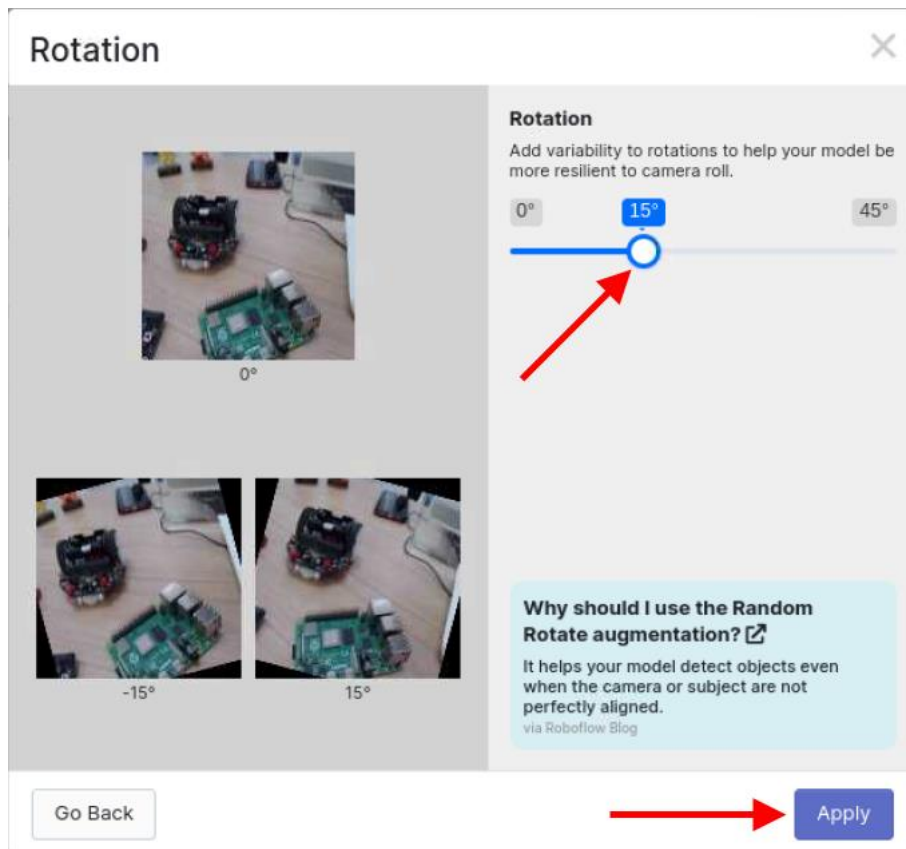 Rotation
0°
-15°
15°
Rotation
Add variability to rotations to help your model be
more resilient to camera roll.
0°
15°
45°
Why should I use the Random
Rotate augmentation?
It helps your model detect objects even
when the camera or subject are not
perfectly aligned.
via Roboflow Blog
Go Back
Apply